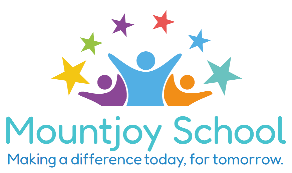 Mountjoy School
Making a difference today, for tomorrow.